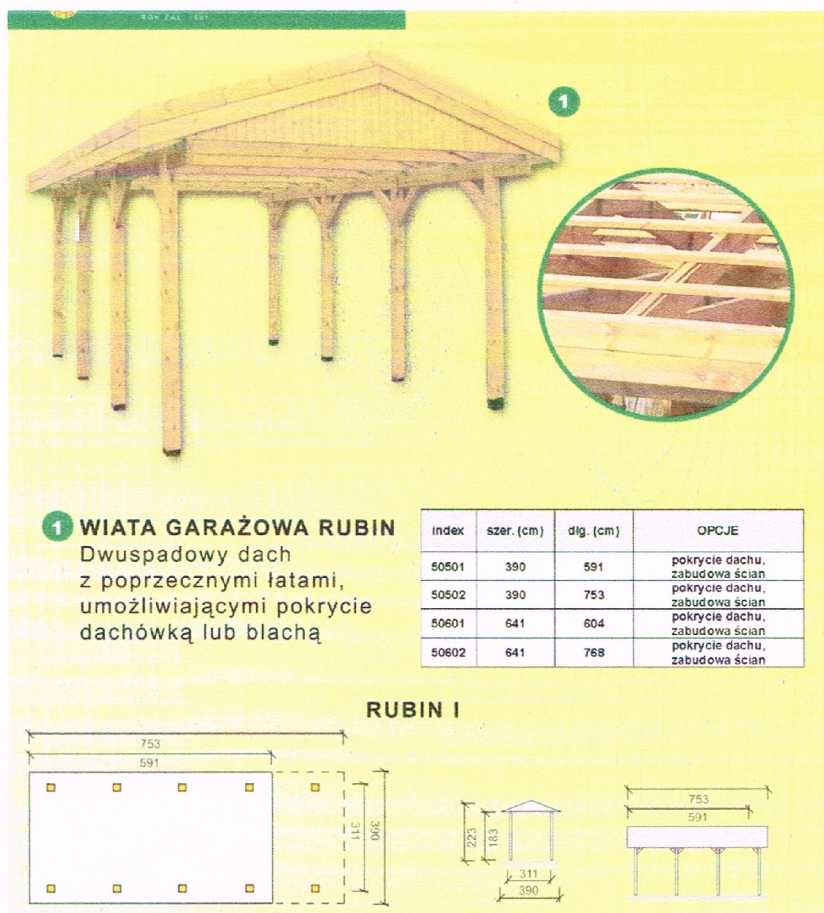 ROK ZAŁ. 1991
1
1 WIATA GARAŻOWA RUBIN
Dwuspadowy dach
z poprzecznymi łatami,
umożliwiającymi pokrycie
dachówką lub blachą
index szer. (cm) dłg. (cm) OPCJE
50501 390 591 pokrycie dachu,
zabudowa ścian
50502 390 753 pokrycie dachu,
zabudowa ścian
50601 641 604 pokrycie dachu,
zabudowa ścian
50602 641 768 pokrycie dachu,
zabudowa ścian
RUBIN I
753
591
311
390
223
183
311
390
753
591